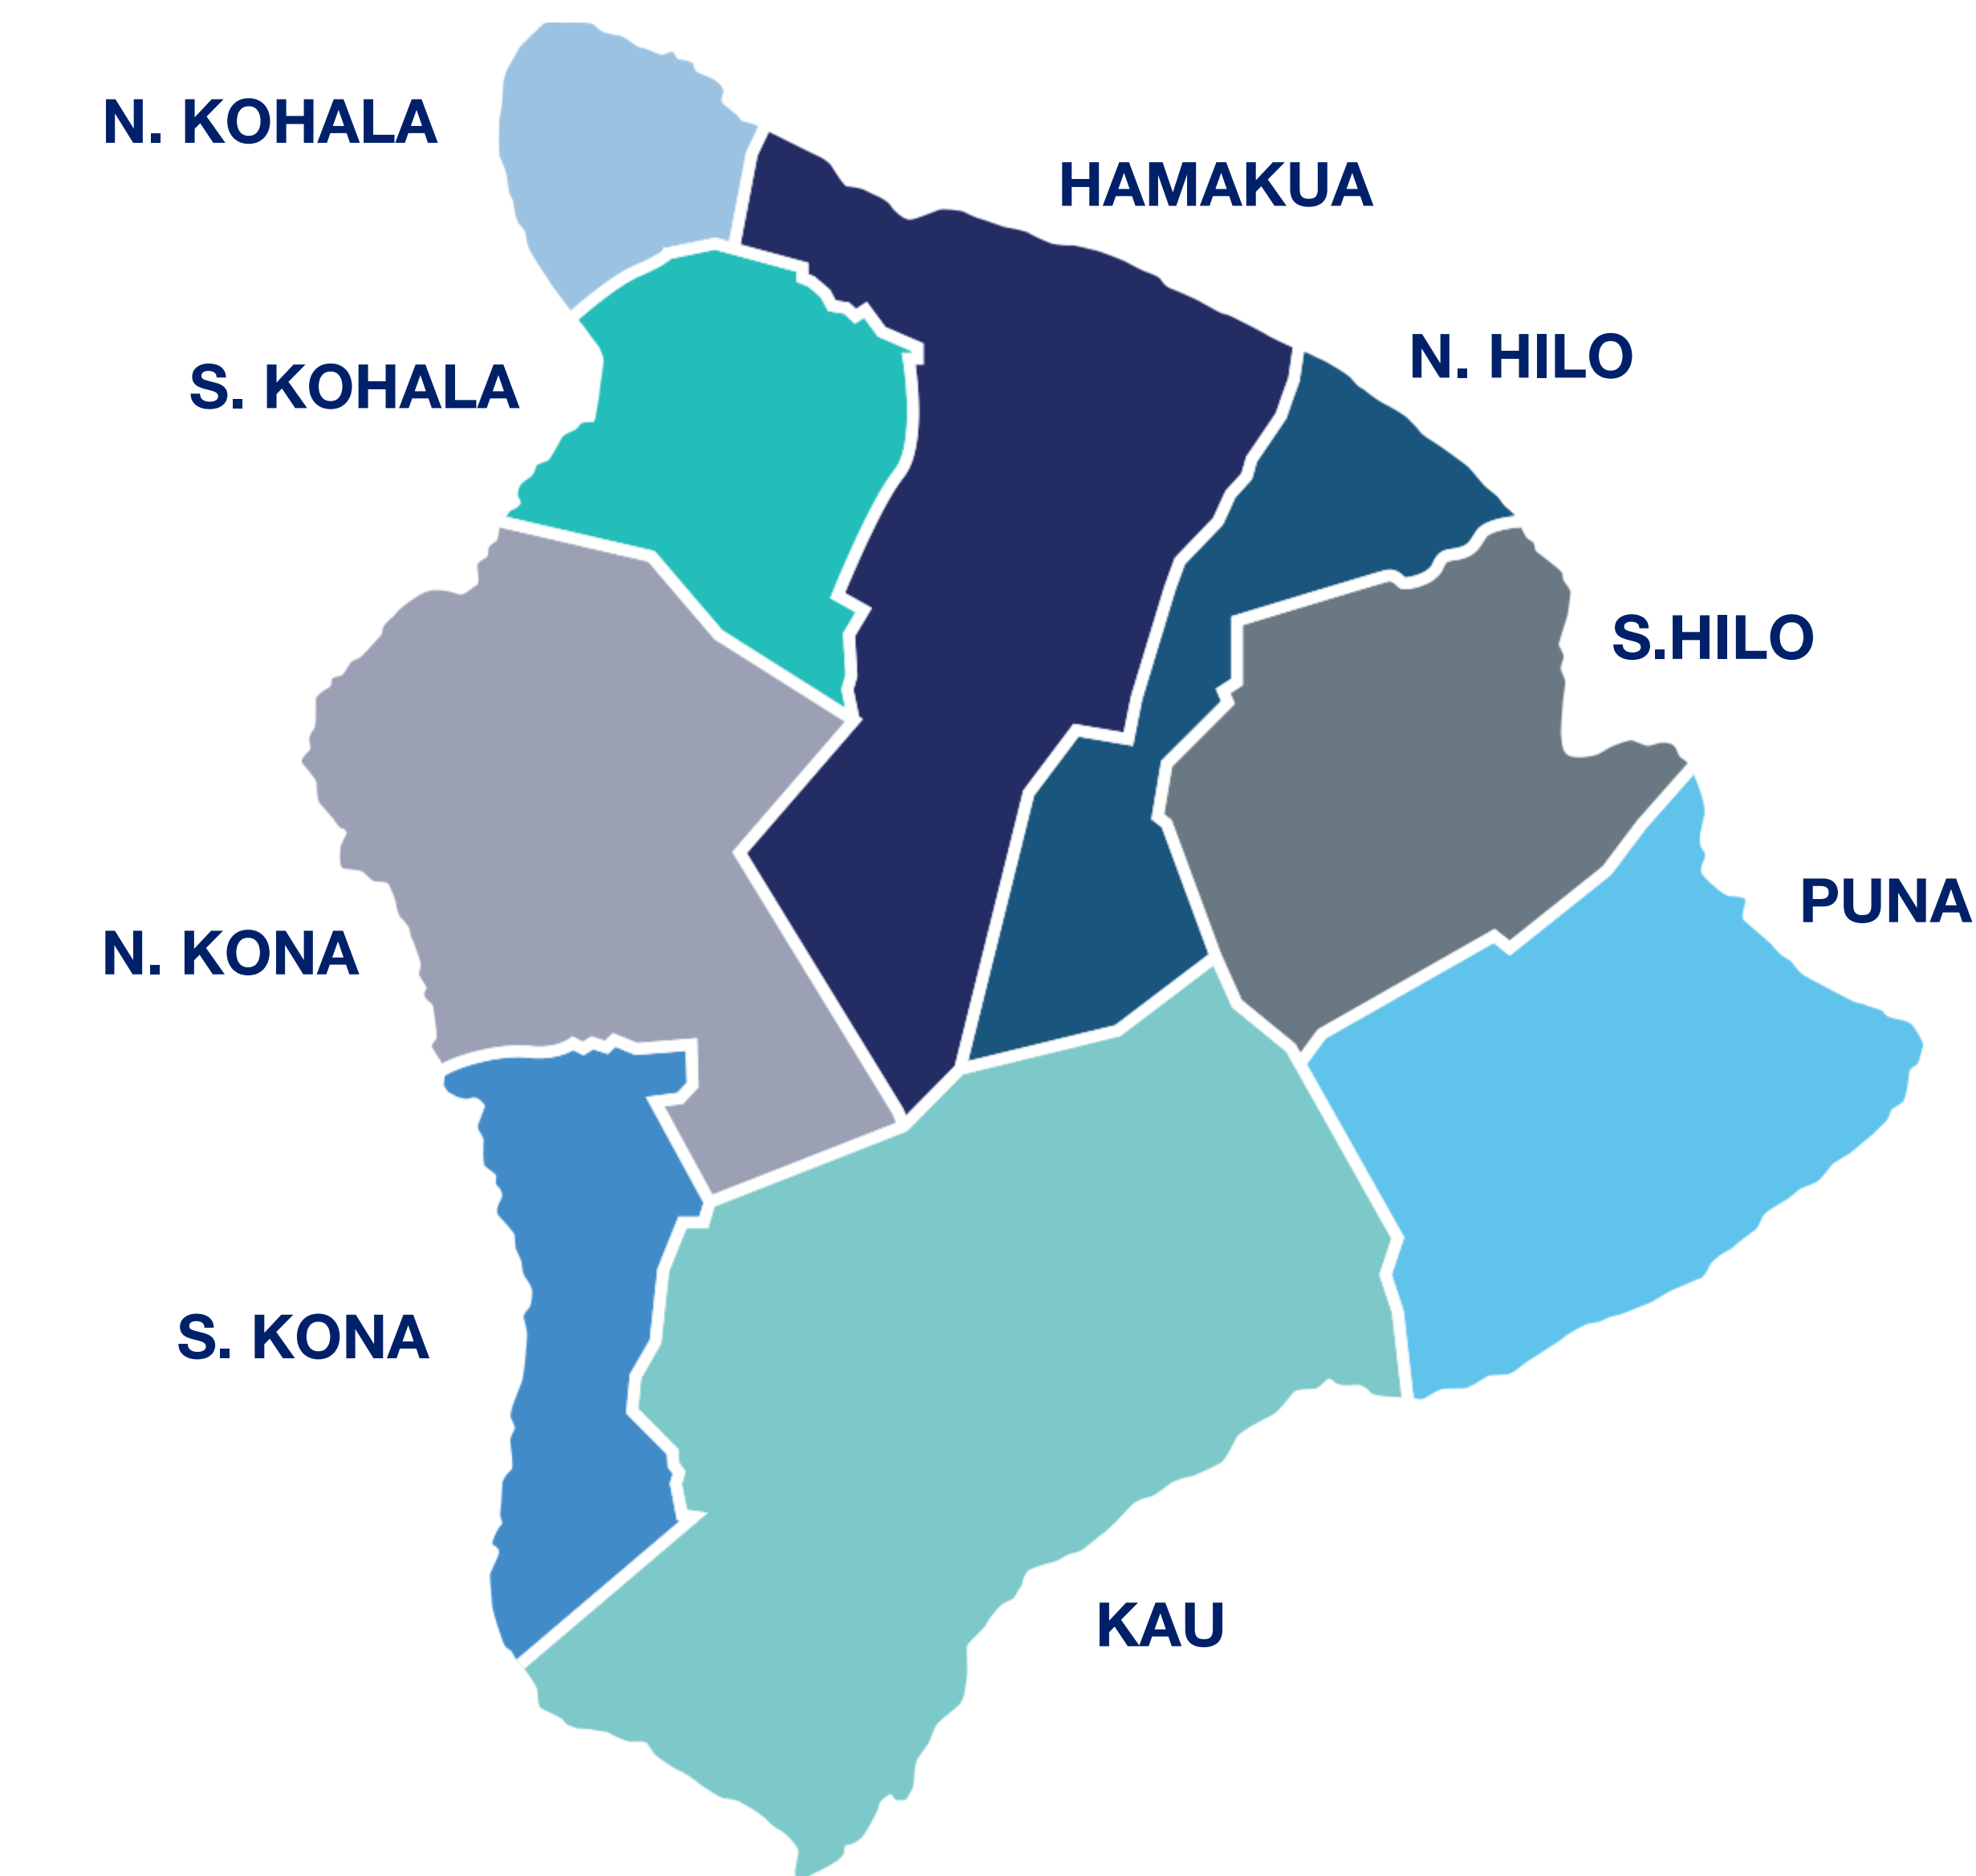 N. KOHALA
HAMAKUA
N. HILO
S. KOHALA
S.HILO
PUNA
N. KONA
S. KONA
KAU